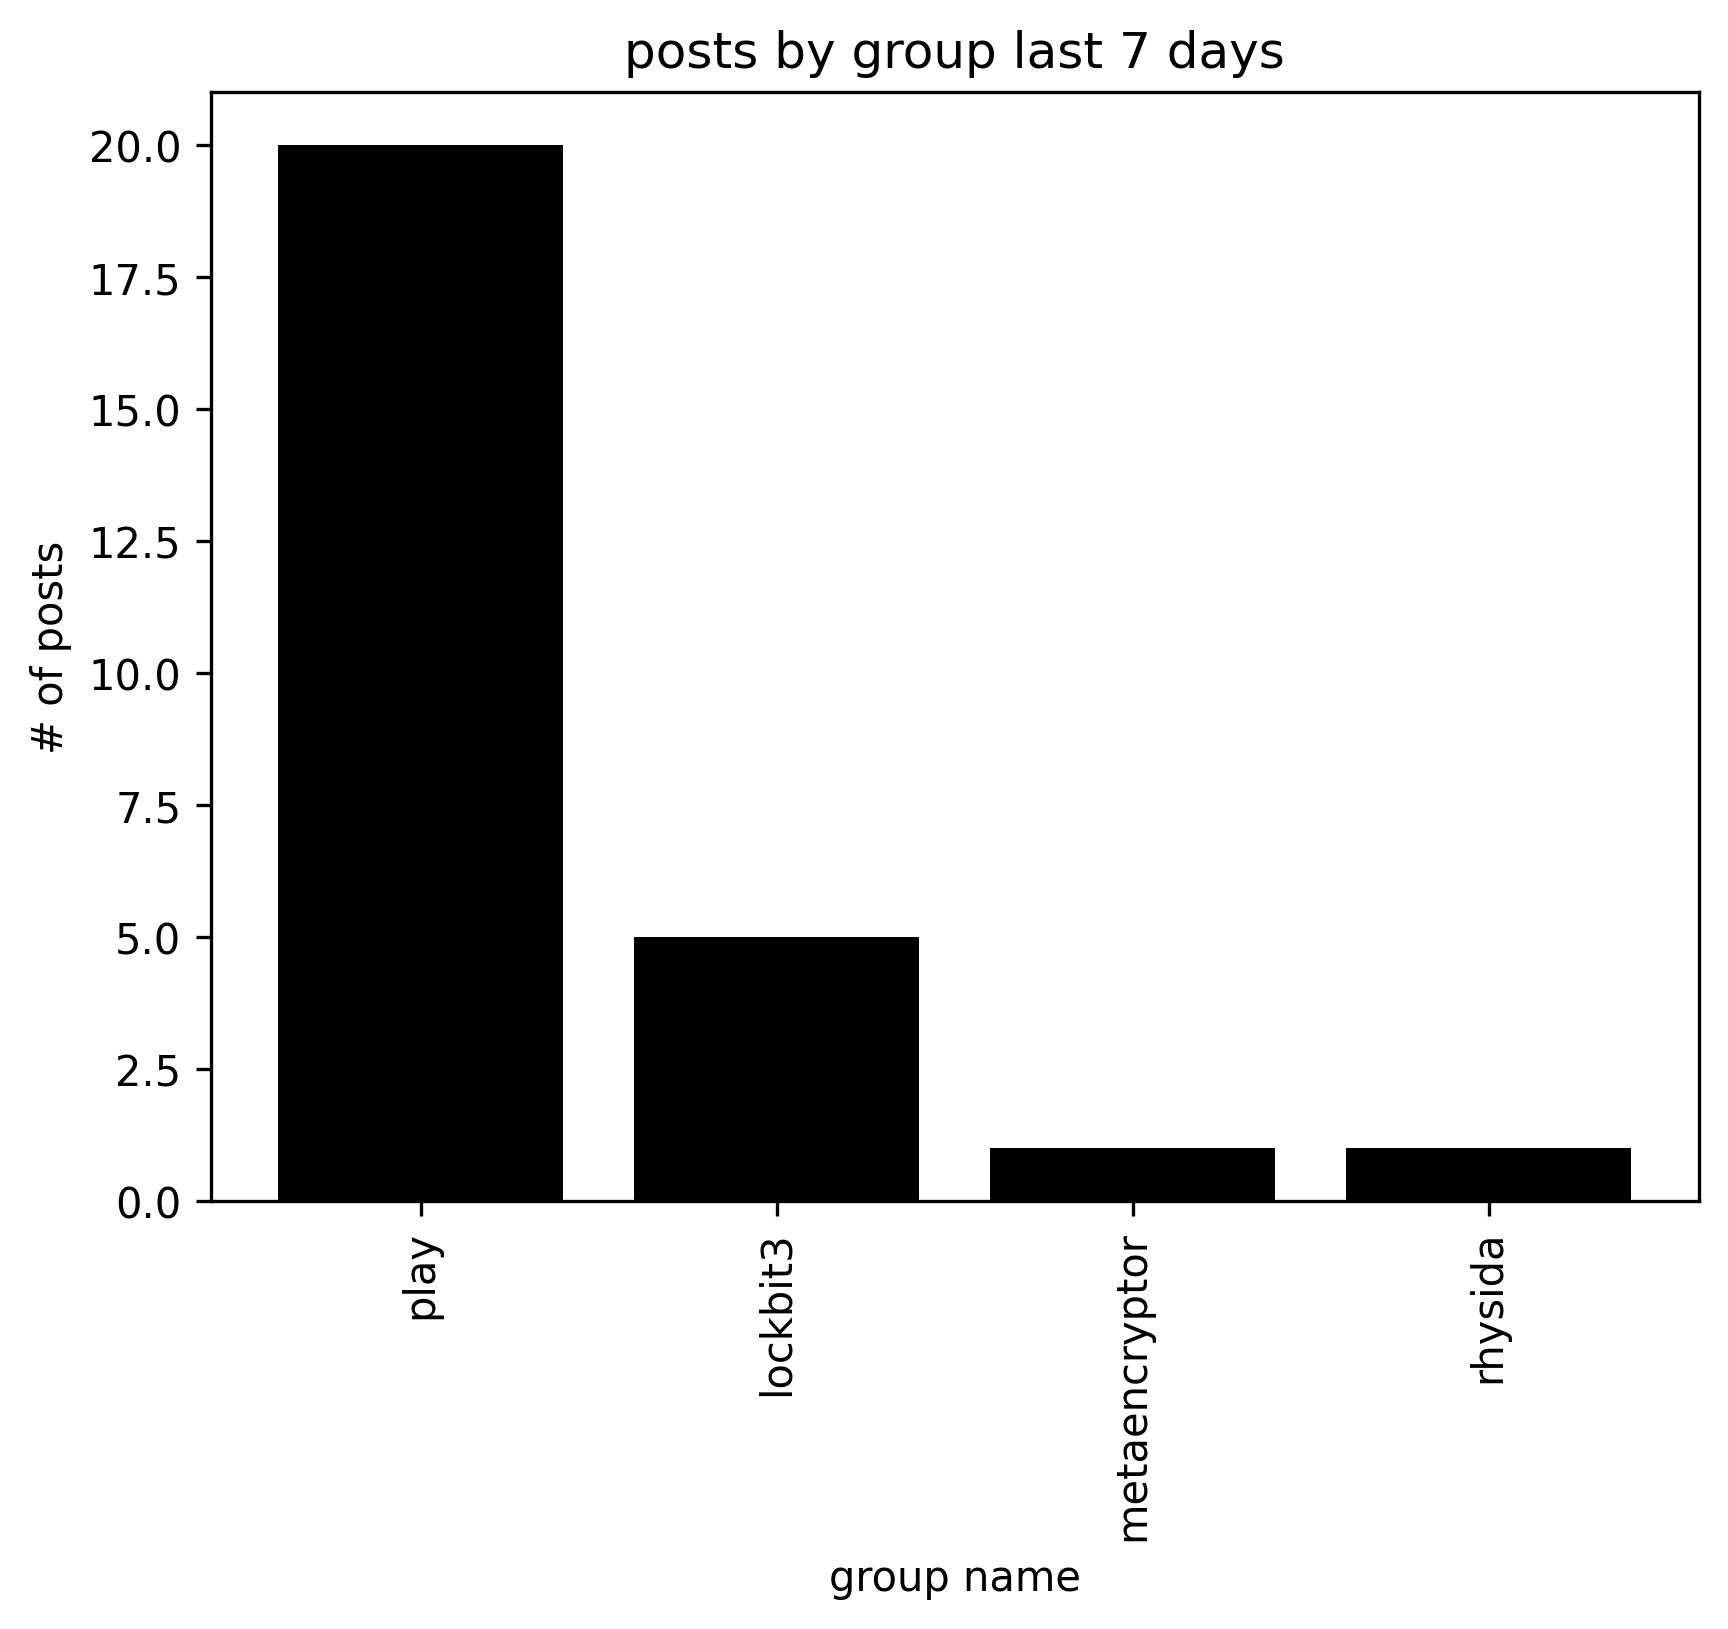 posts by group last 7 days
20.0
17.5
15.0
12.5
10.0
7.5
5.0
2.5
0.0
# of posts
play
lockbit3
metaencryptor
rhysida
group name